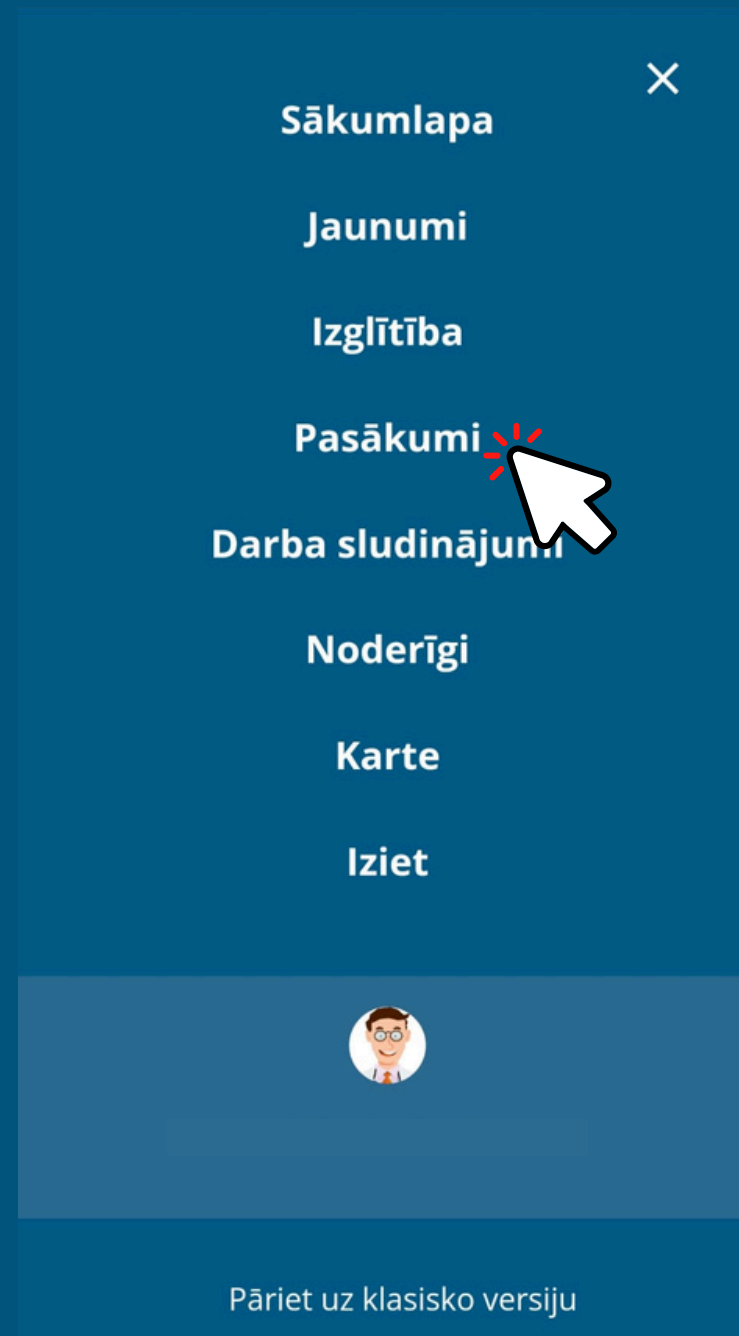 Sākumlapa
Jaunumi
Izglītība
Pasākumi
Darba sludinājumi
Noderīgi
Karte
Iziet
Pāriet uz klasisko versiju